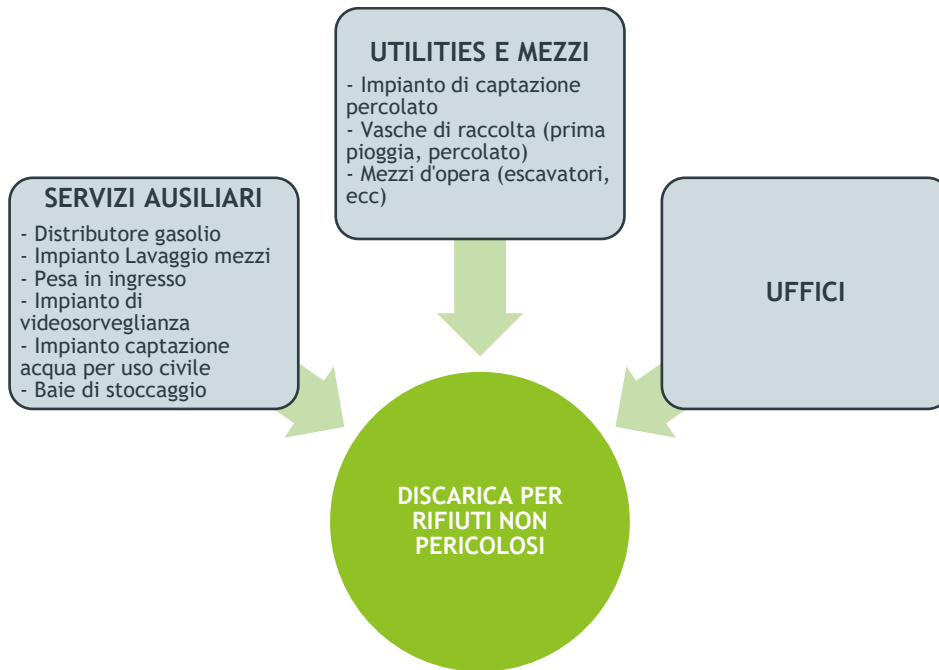 UTILITIES E MEZZI
- Impianto di captazione
percolato
- Vasche di raccolta (prima
pioggia, percolato)
- Mezzi d'opera (escavatori,
ecc)
SERVIZI AUSILIARI
- Distributore gasolio
- Impianto Lavaggio mezzi
- Pesa in ingresso
- Impianto di
videosorveglianza
- Impianto captazione
acqua per uso civile
- Baie di stoccaggio
UFFICI
DISCARICA PER
RIFIUTI NON
PERICOLOSI